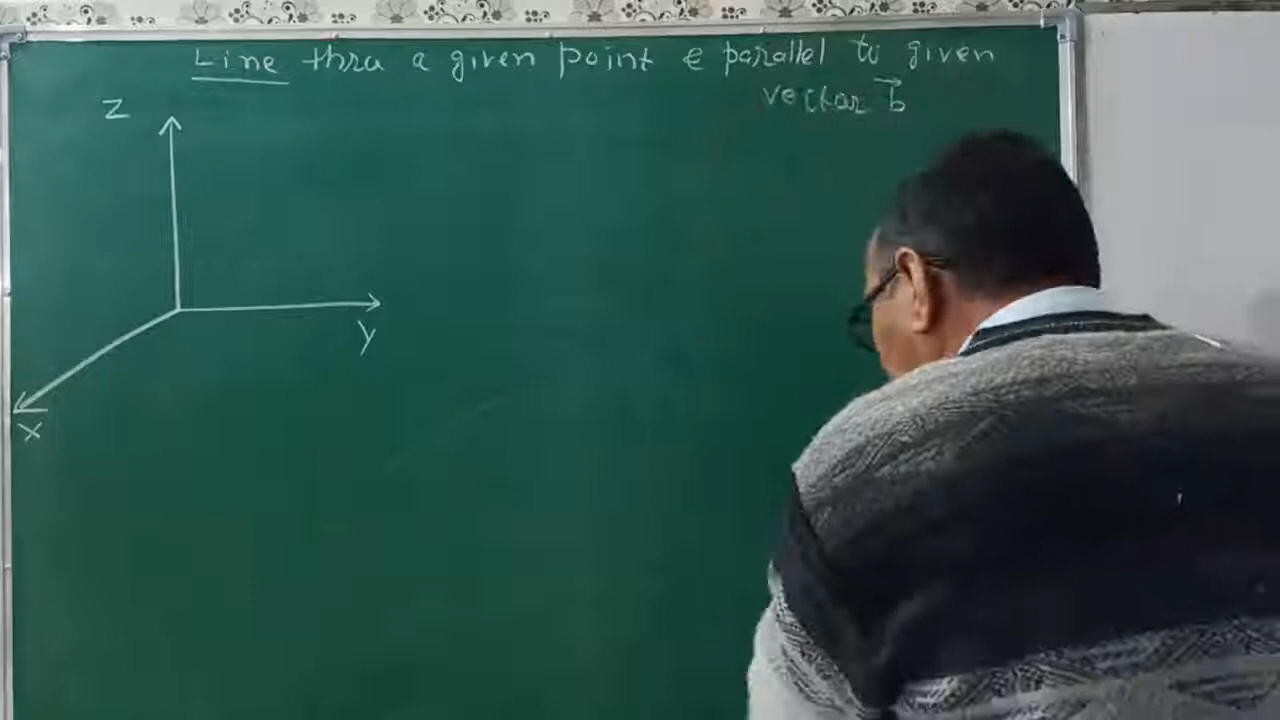 Line thru a given point & parallel to given
vector b⃗
Z
y
X